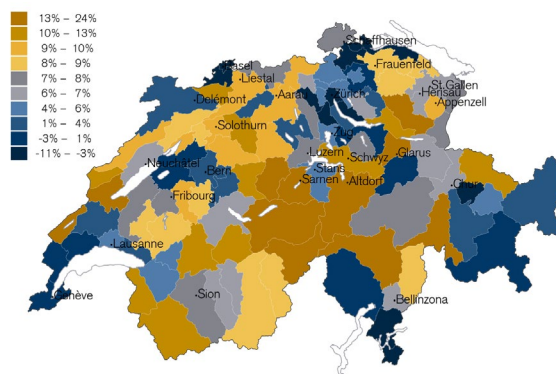 13% – 24%
10% – 13%
9% – 10%
8% – 9%
7% – 8%
6% – 7%
4% – 6%
1% – 4%
-3% – 1%
-11% – -3%
Schaffhausen
Frauenfeld
Basel
Liestal
St.Gallen
Herisau
Appenzell
Delémont
Aarau
Zürich
Solothurn
Zug
Luzern
Schwyz
Glarus
Neuchâtel
Bern
Stans
Sarnen
Altdorf
Chur
Fribourg
Lausanne
Genève
Sion
Bellinzona